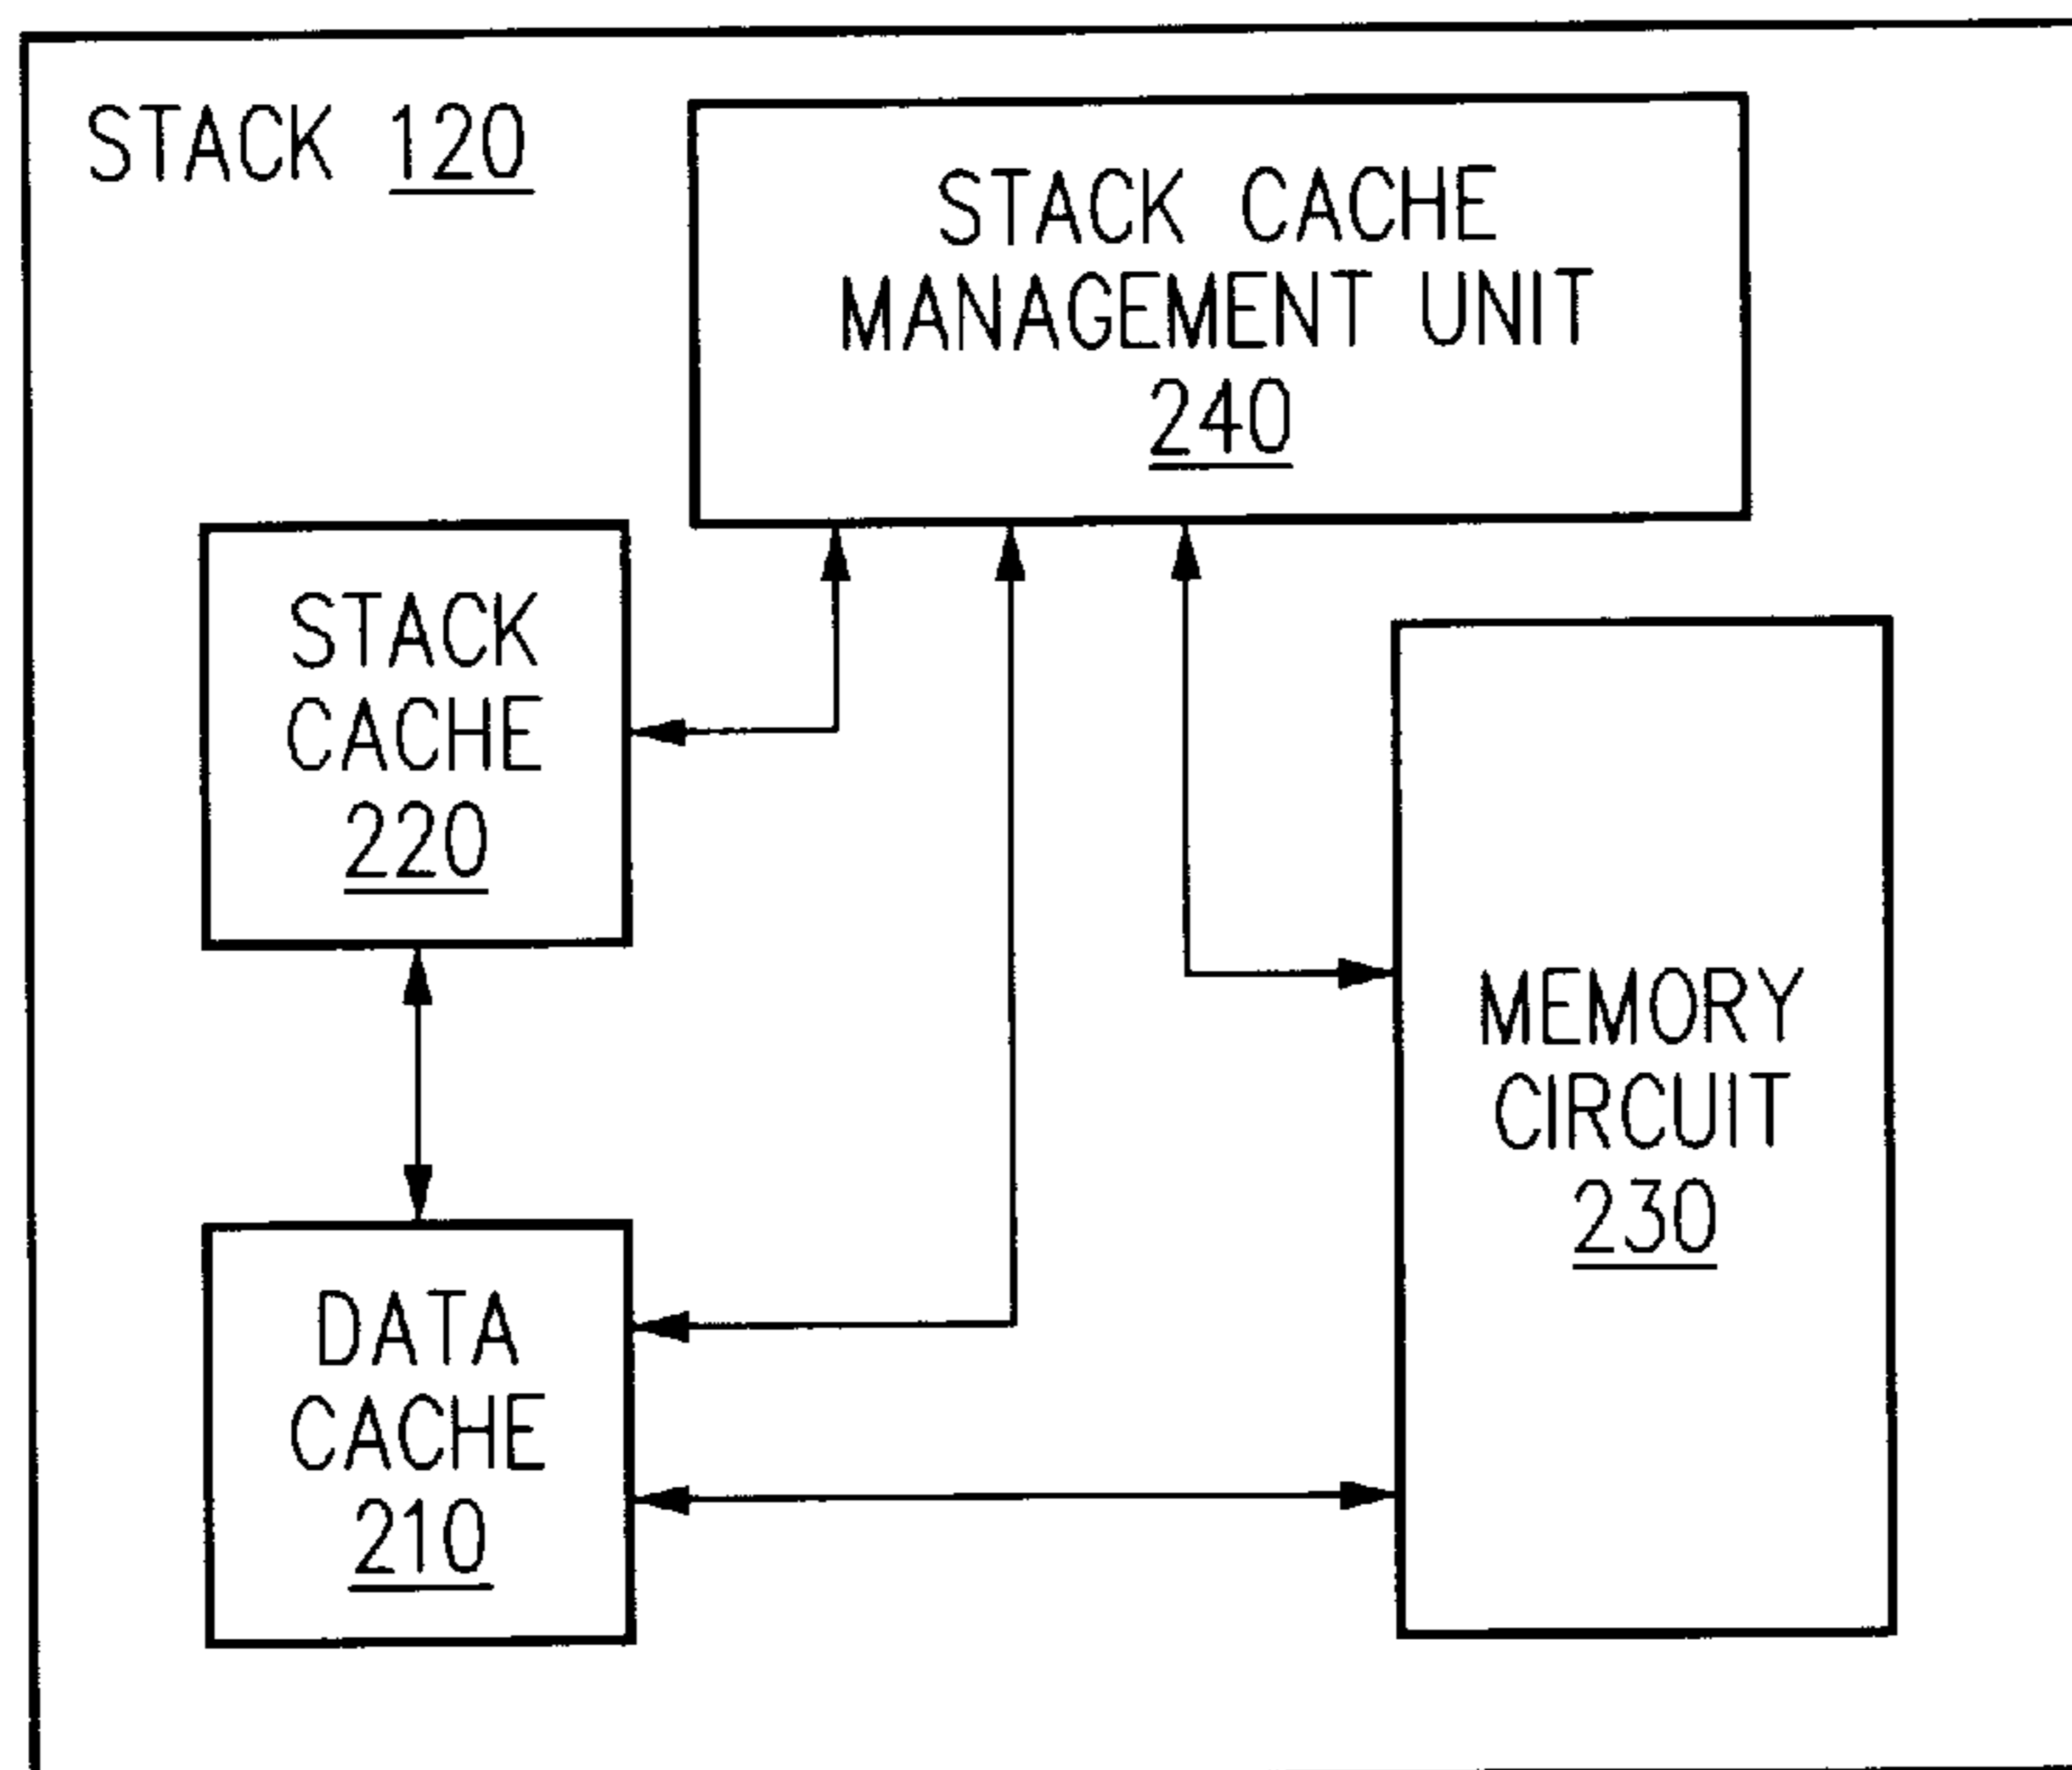 STACK 120
STACK CACHE
MANAGEMENT UNIT
240
STACK
CACHE
220
MEMORY
CIRCUIT
230
DATA
CACHE
210